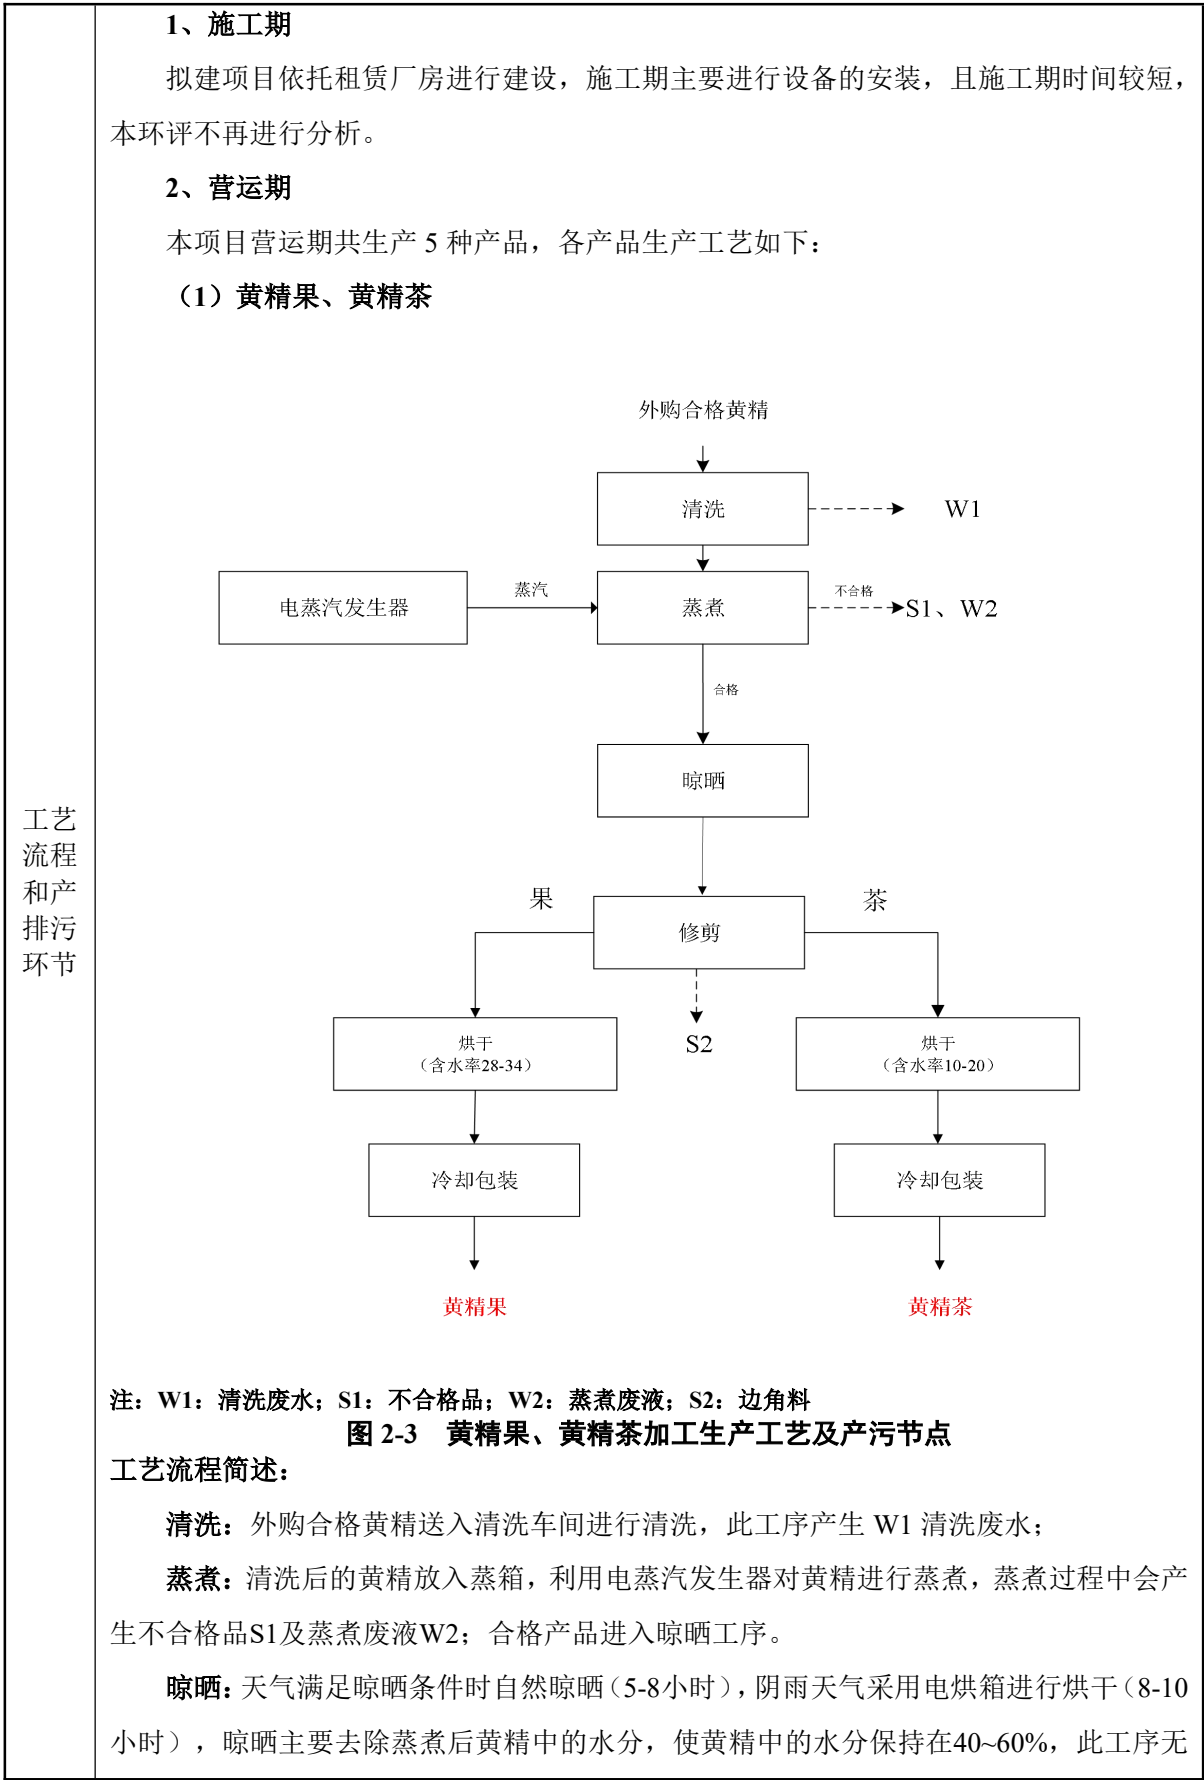 1、施工期
拟建项目依托租赁厂房进行建设，施工期主要进行设备的安装，且施工期时间较短，
本环评不再进行分析。
2、营运期
本项目营运期共生产 5 种产品，各产品生产工艺如下：
（1）黄精果、黄精茶
外购合格黄精
清洗
W1
电蒸汽发生器
蒸汽
蒸煮
不合格
S1、W2
合格
晾晒
果
修剪
茶
S2
烘干
（含水率28-34）
烘干
（含水率10-20）
冷却包装
冷却包装
黄精果
黄精茶
工艺
流程
和产
排污
环节
注：W1：清洗废水；S1：不合格品；W2：蒸煮废液；S2：边角料
图 2-3 黄精果、黄精茶加工生产工艺及产污节点
工艺流程简述：
清洗：外购合格黄精送入清洗车间进行清洗，此工序产生 W1 清洗废水；
蒸煮：清洗后的黄精放入蒸箱，利用电蒸汽发生器对黄精进行蒸煮，蒸煮过程中会产
生不合格品S1及蒸煮废液W2；合格产品进入晾晒工序。
晾晒：天气满足晾晒条件时自然晾晒（5-8小时），阴雨天气采用电烘箱进行烘干（8-10
小时），晾晒主要去除蒸煮后黄精中的水分，使黄精中的水分保持在40~60%，此工序无